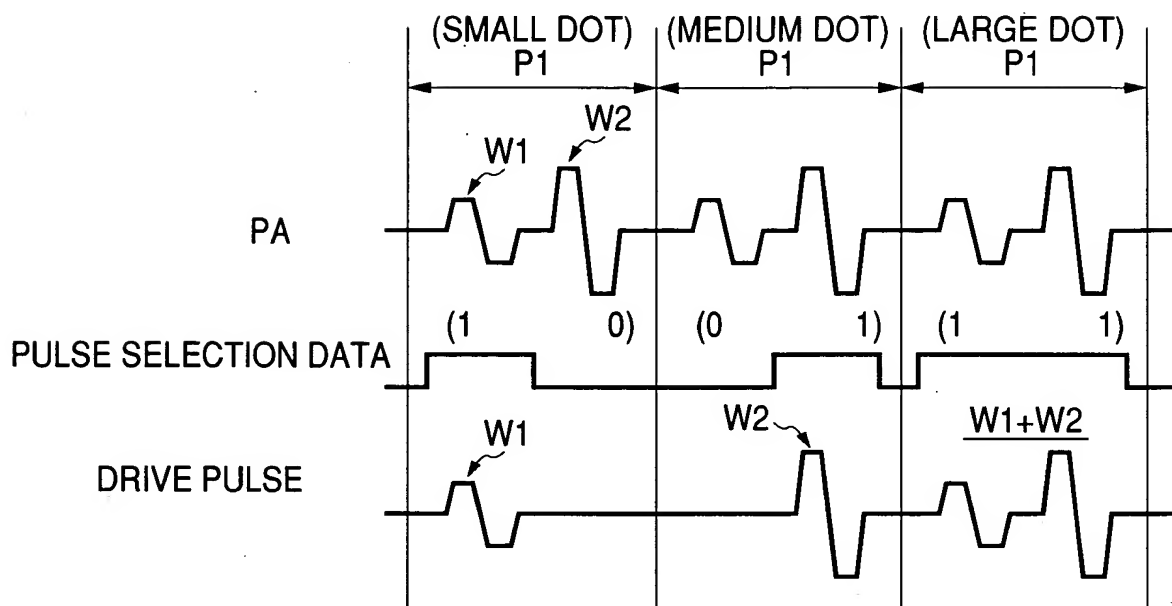 (SMALL DOT) (MEDIUM DOT) (LARGE DOT)
P1 P1 P1
W1 W2
PA
(1 0) (0 1) (1 1)
PULSE SELECTION DATA
W1 W2 W1+W2
DRIVE PULSE